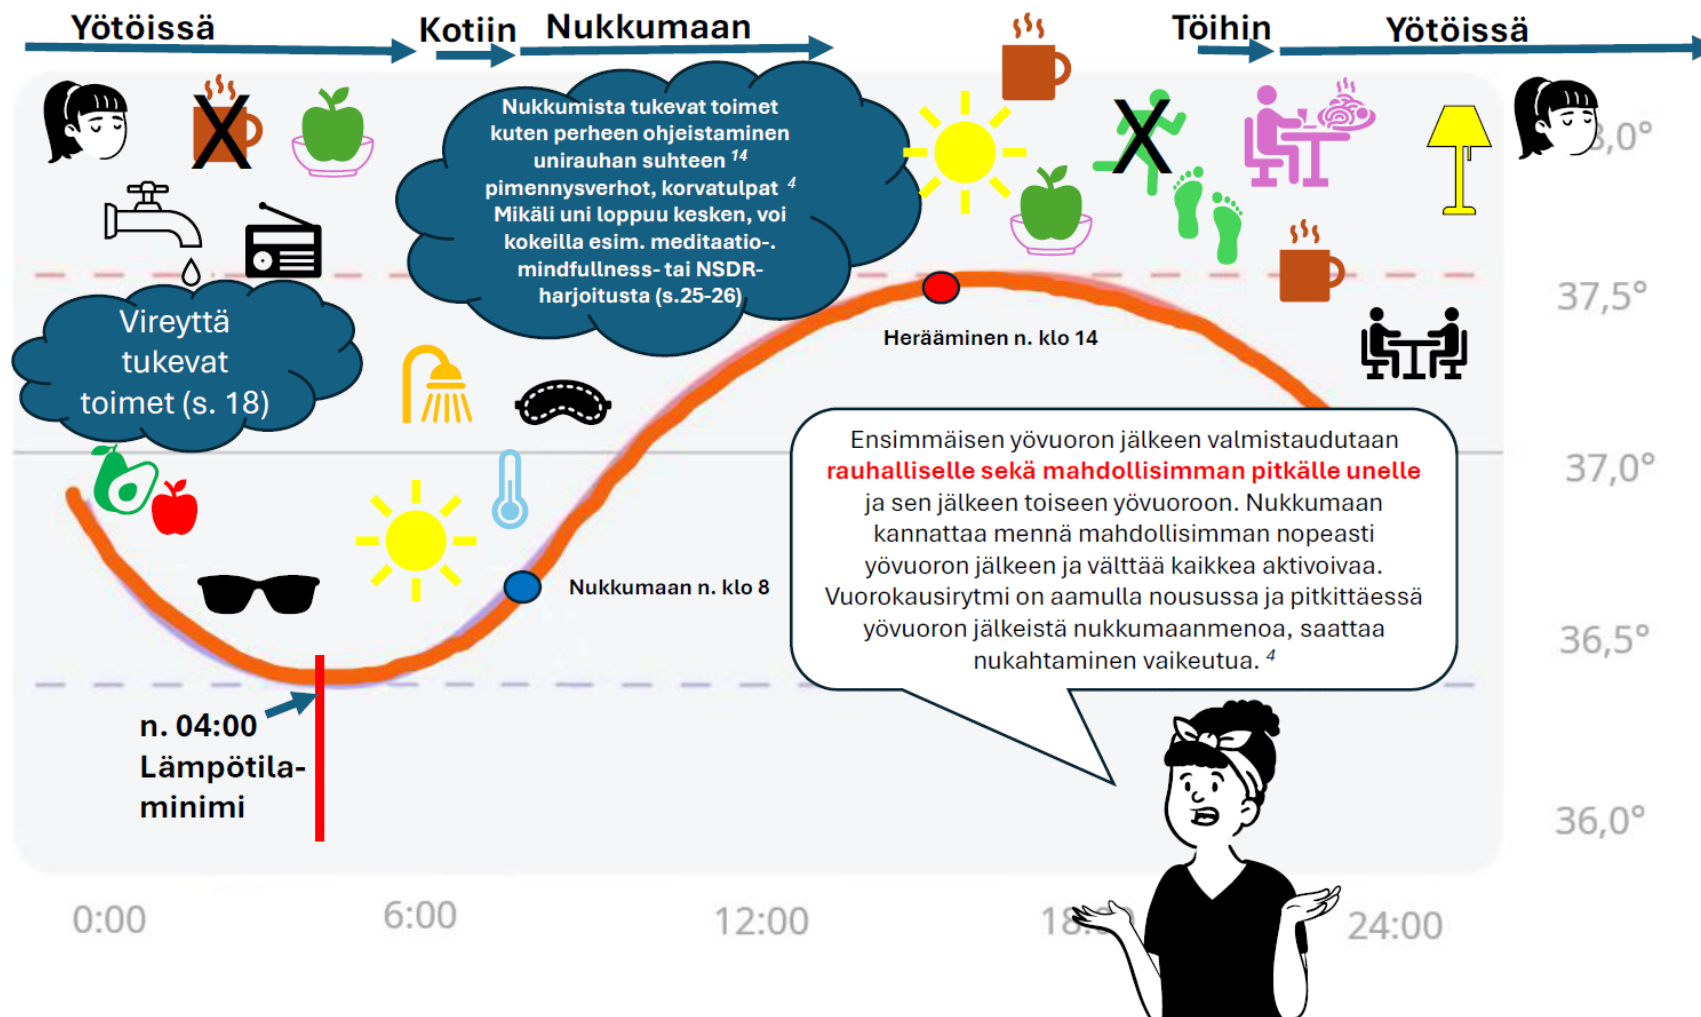 Yötöissä
Kotiin
Nukkumaan
Töihin
Yötöissä
Nukkumista tukevat toimet
kuten perheen ohjeistaminen
unirauhan suhteen 14
pimennysverhot, korvatulpat 4
Mikäli uni loppuu kesken, voi
kokeilla esim. meditaatio-.
mindfullness- tai NSDR-
harjoitusta (s.25-26)
Vireyttä
tukevat
toimet (s. 18)
Herääminen n. klo 14
Nukkumaan n. klo 8
Ensimmäisen yövuoron jälkeen valmistaudutaan
rauhalliselle sekä mahdollisimman pitkälle unelle
ja sen jälkeen toiseen yövuoroon. Nukkumaan
kannattaa mennä mahdollisimman nopeasti
yövuoron jälkeen ja välttää kaikkea aktivoivaa.
Vuorokausirytmi on aamulla nousussa ja pitkittäessä
yövuoron jälkeistä nukkumaanmenoa, saattaa
nukahtaminen vaikeutua. 4
n. 04:00
Lämpötila-
minimi
,0°
37,5°
37,0°
36,5°
36,0°
0:00
6:00
12:00
18:0
24:00